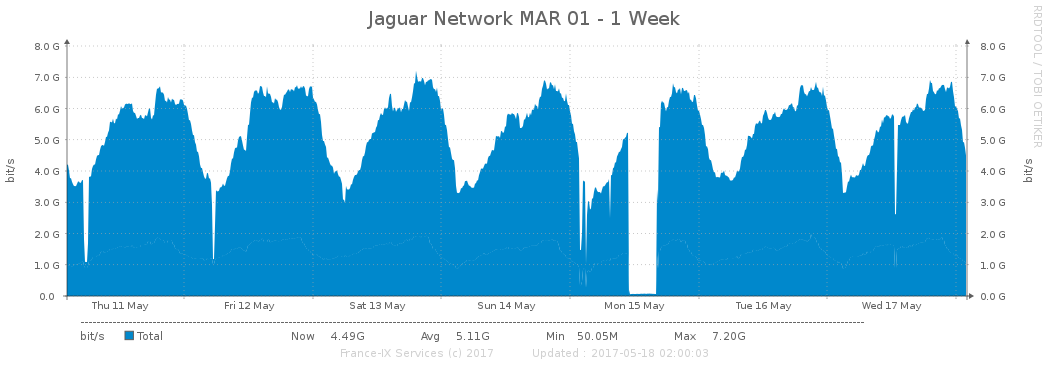 Jaguar Network MAR 01 - 1 Week
RRDTOOL / TOBI OETIKER
8.0 G 8.0 G
7.0 G 7.0 G
6.0 G 6.0 G
5.0 G 5.0 G
4.0 G 4.0 G
3.0 G 3.0 G
2.0 G 2.0 G
1.0 G 1.0 G
0.0 0.0 G
bit/s
bit/s
Thu 11 May Fri 12 May Sat 13 May Sun 14 May Mon 15 May Tue 16 May Wed 17 May
bit/s Total Now 4.49G Avg 5.11G Min 50.05M Max 7.20G
France-IX Services (c) 2017 Updated : 2017-05-18 02:00:03